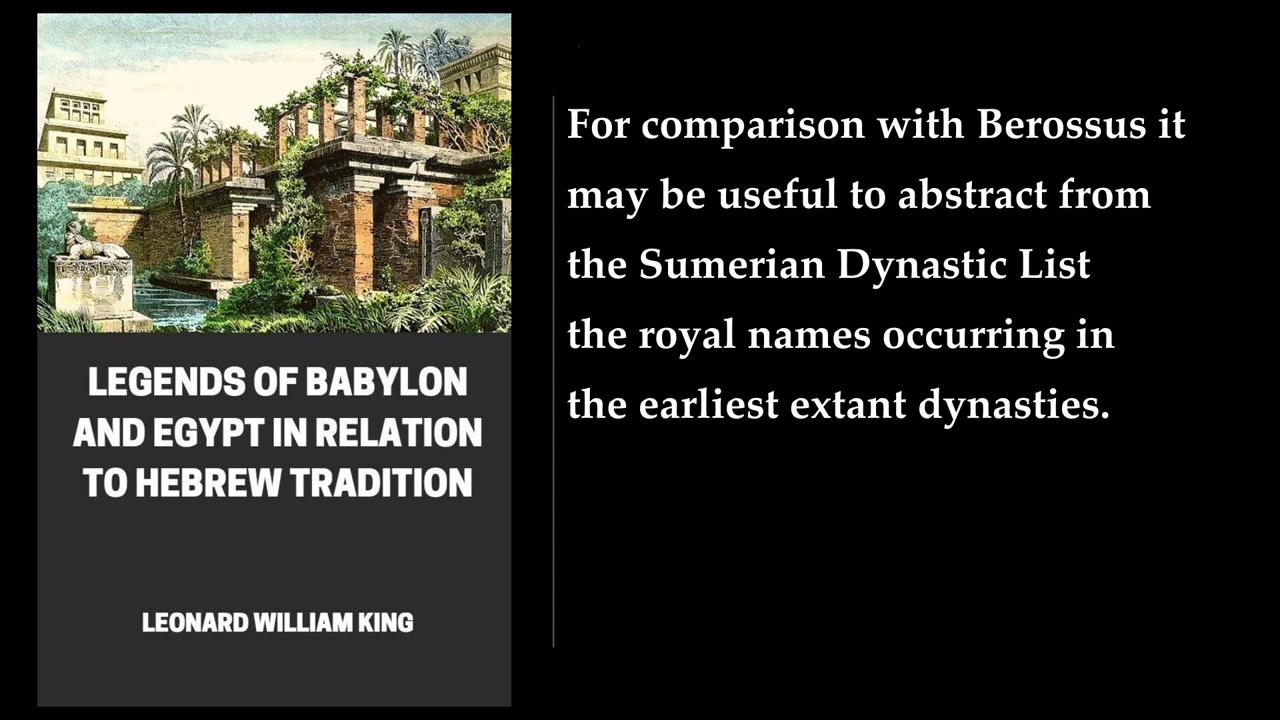 LEGENDS OF BABYLON
AND EGYPT IN RELATION
TO HEBREW TRADITION
LEONARD WILLIAM KING
For comparison with Berossus it
may be useful to abstract from
the Sumerian Dynastic List
the royal names occurring in
the earliest extant dynasties.